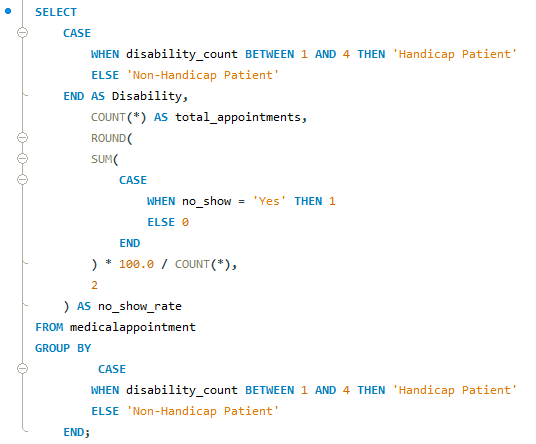 SELECT
    CASE
        WHEN disability_count BETWEEN 1 AND 4 THEN 'Handicap Patient'
        ELSE 'Non-Handicap Patient'
    END AS Disability,
        COUNT(*) AS total_appointments,
        ROUND(
        SUM(
            CASE
                WHEN no_show = 'Yes' THEN 1
                ELSE 0
            END
        ) * 100.0 / COUNT(*),
        2
    ) AS no_show_rate
FROM medicalappointment
GROUP BY
         CASE
        WHEN disability_count BETWEEN 1 AND 4 THEN 'Handicap Patient'
        ELSE 'Non-Handicap Patient'
    END;